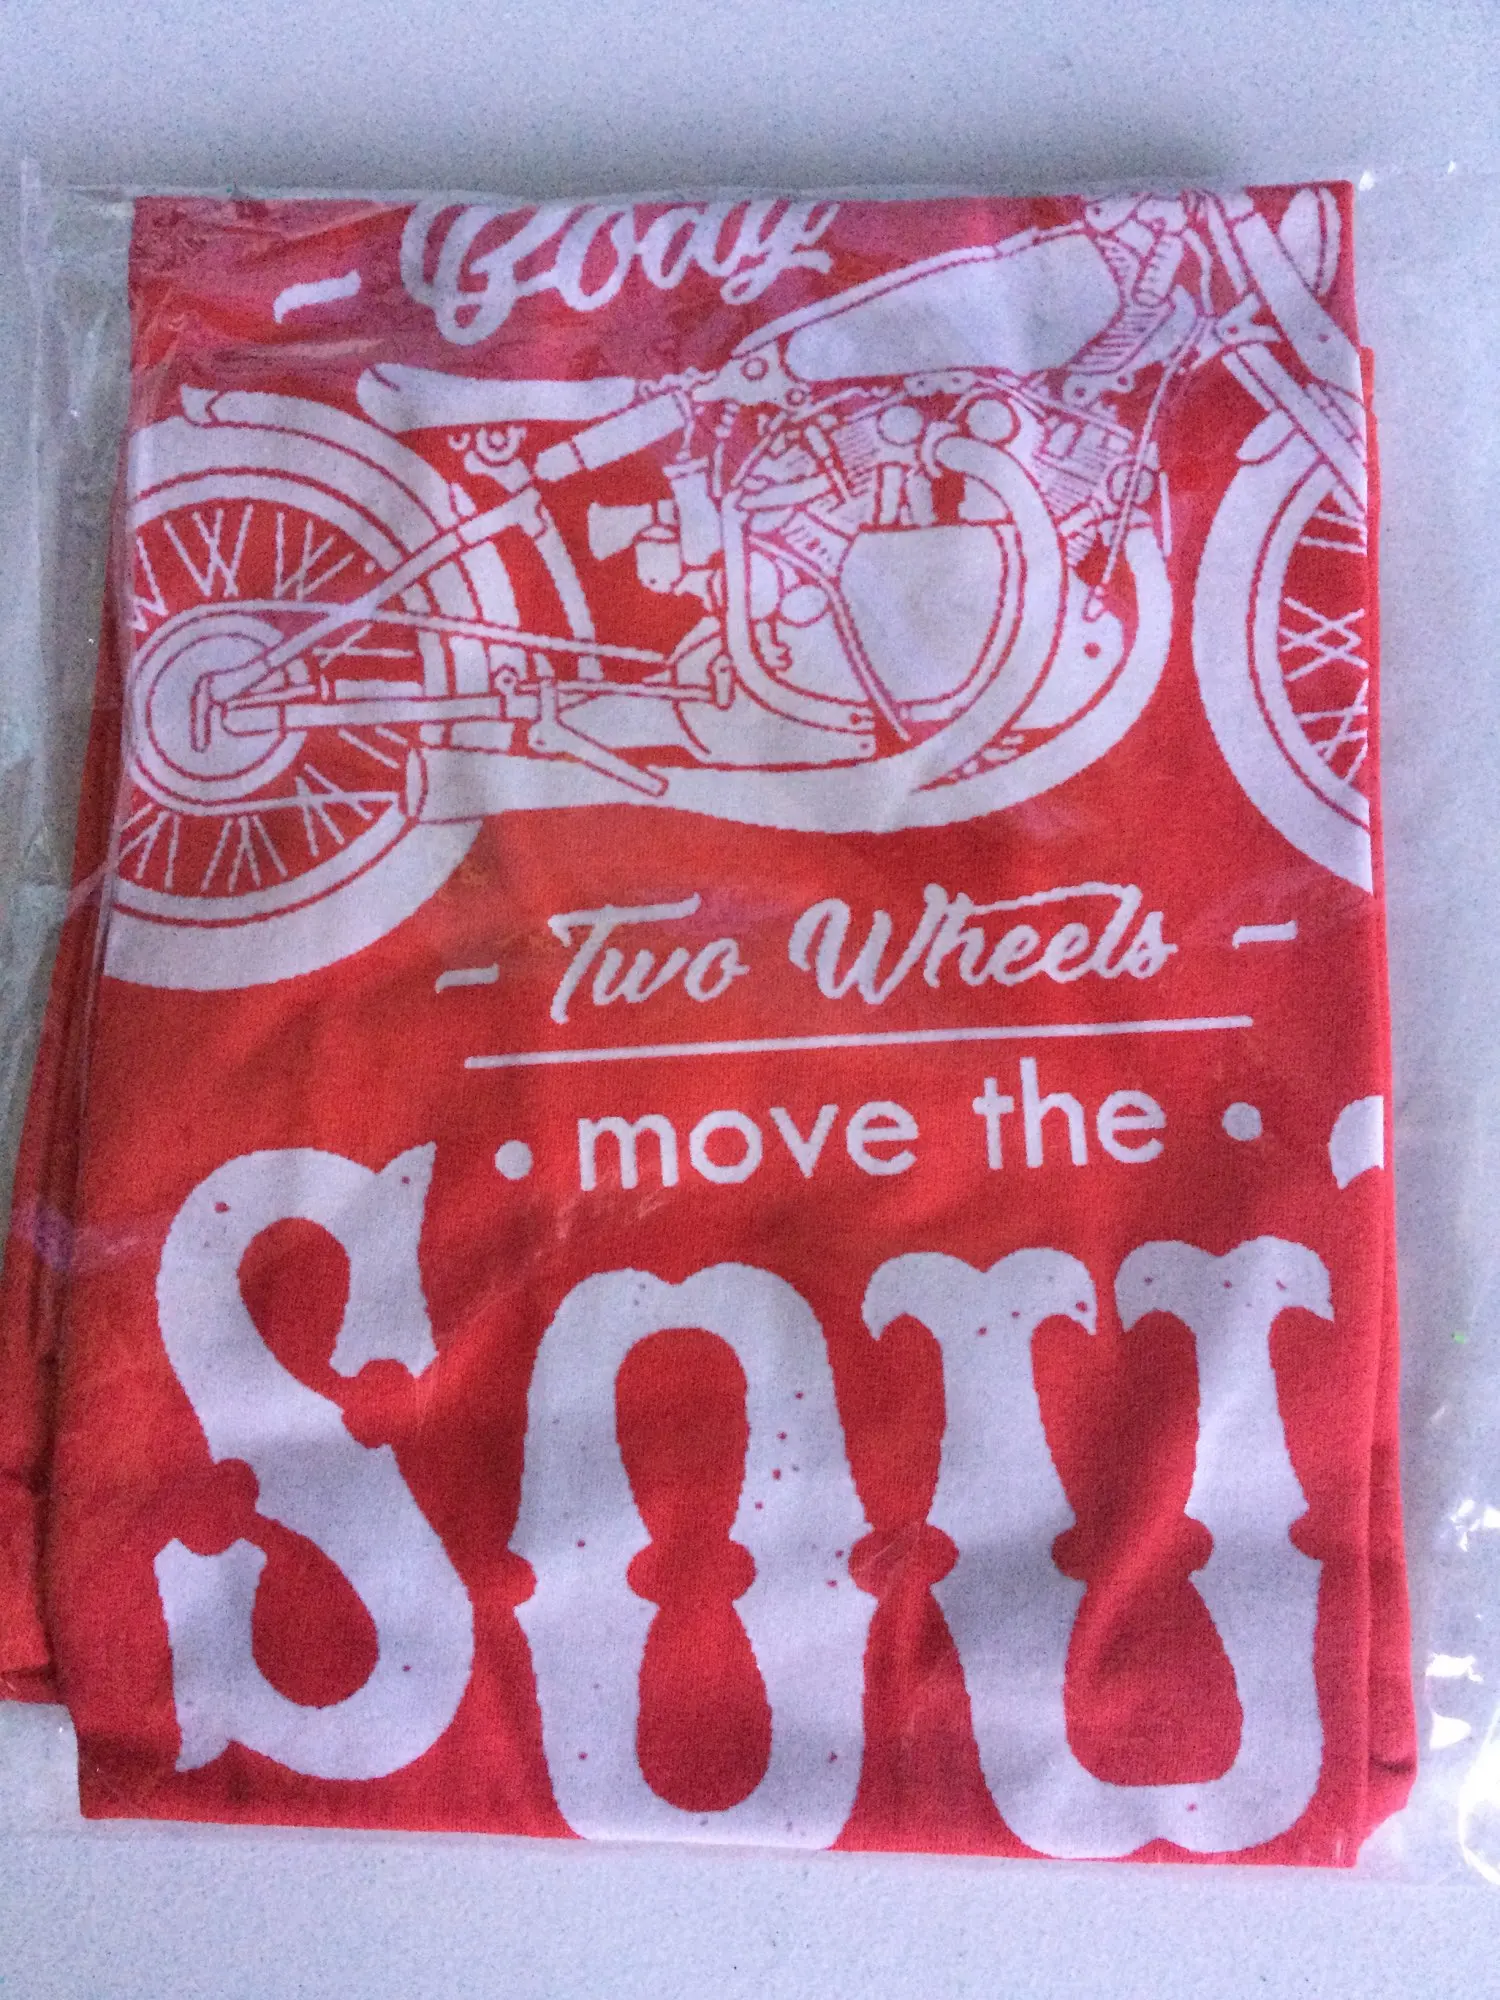 - Body
- Two Wheels -
• move the •
SOU